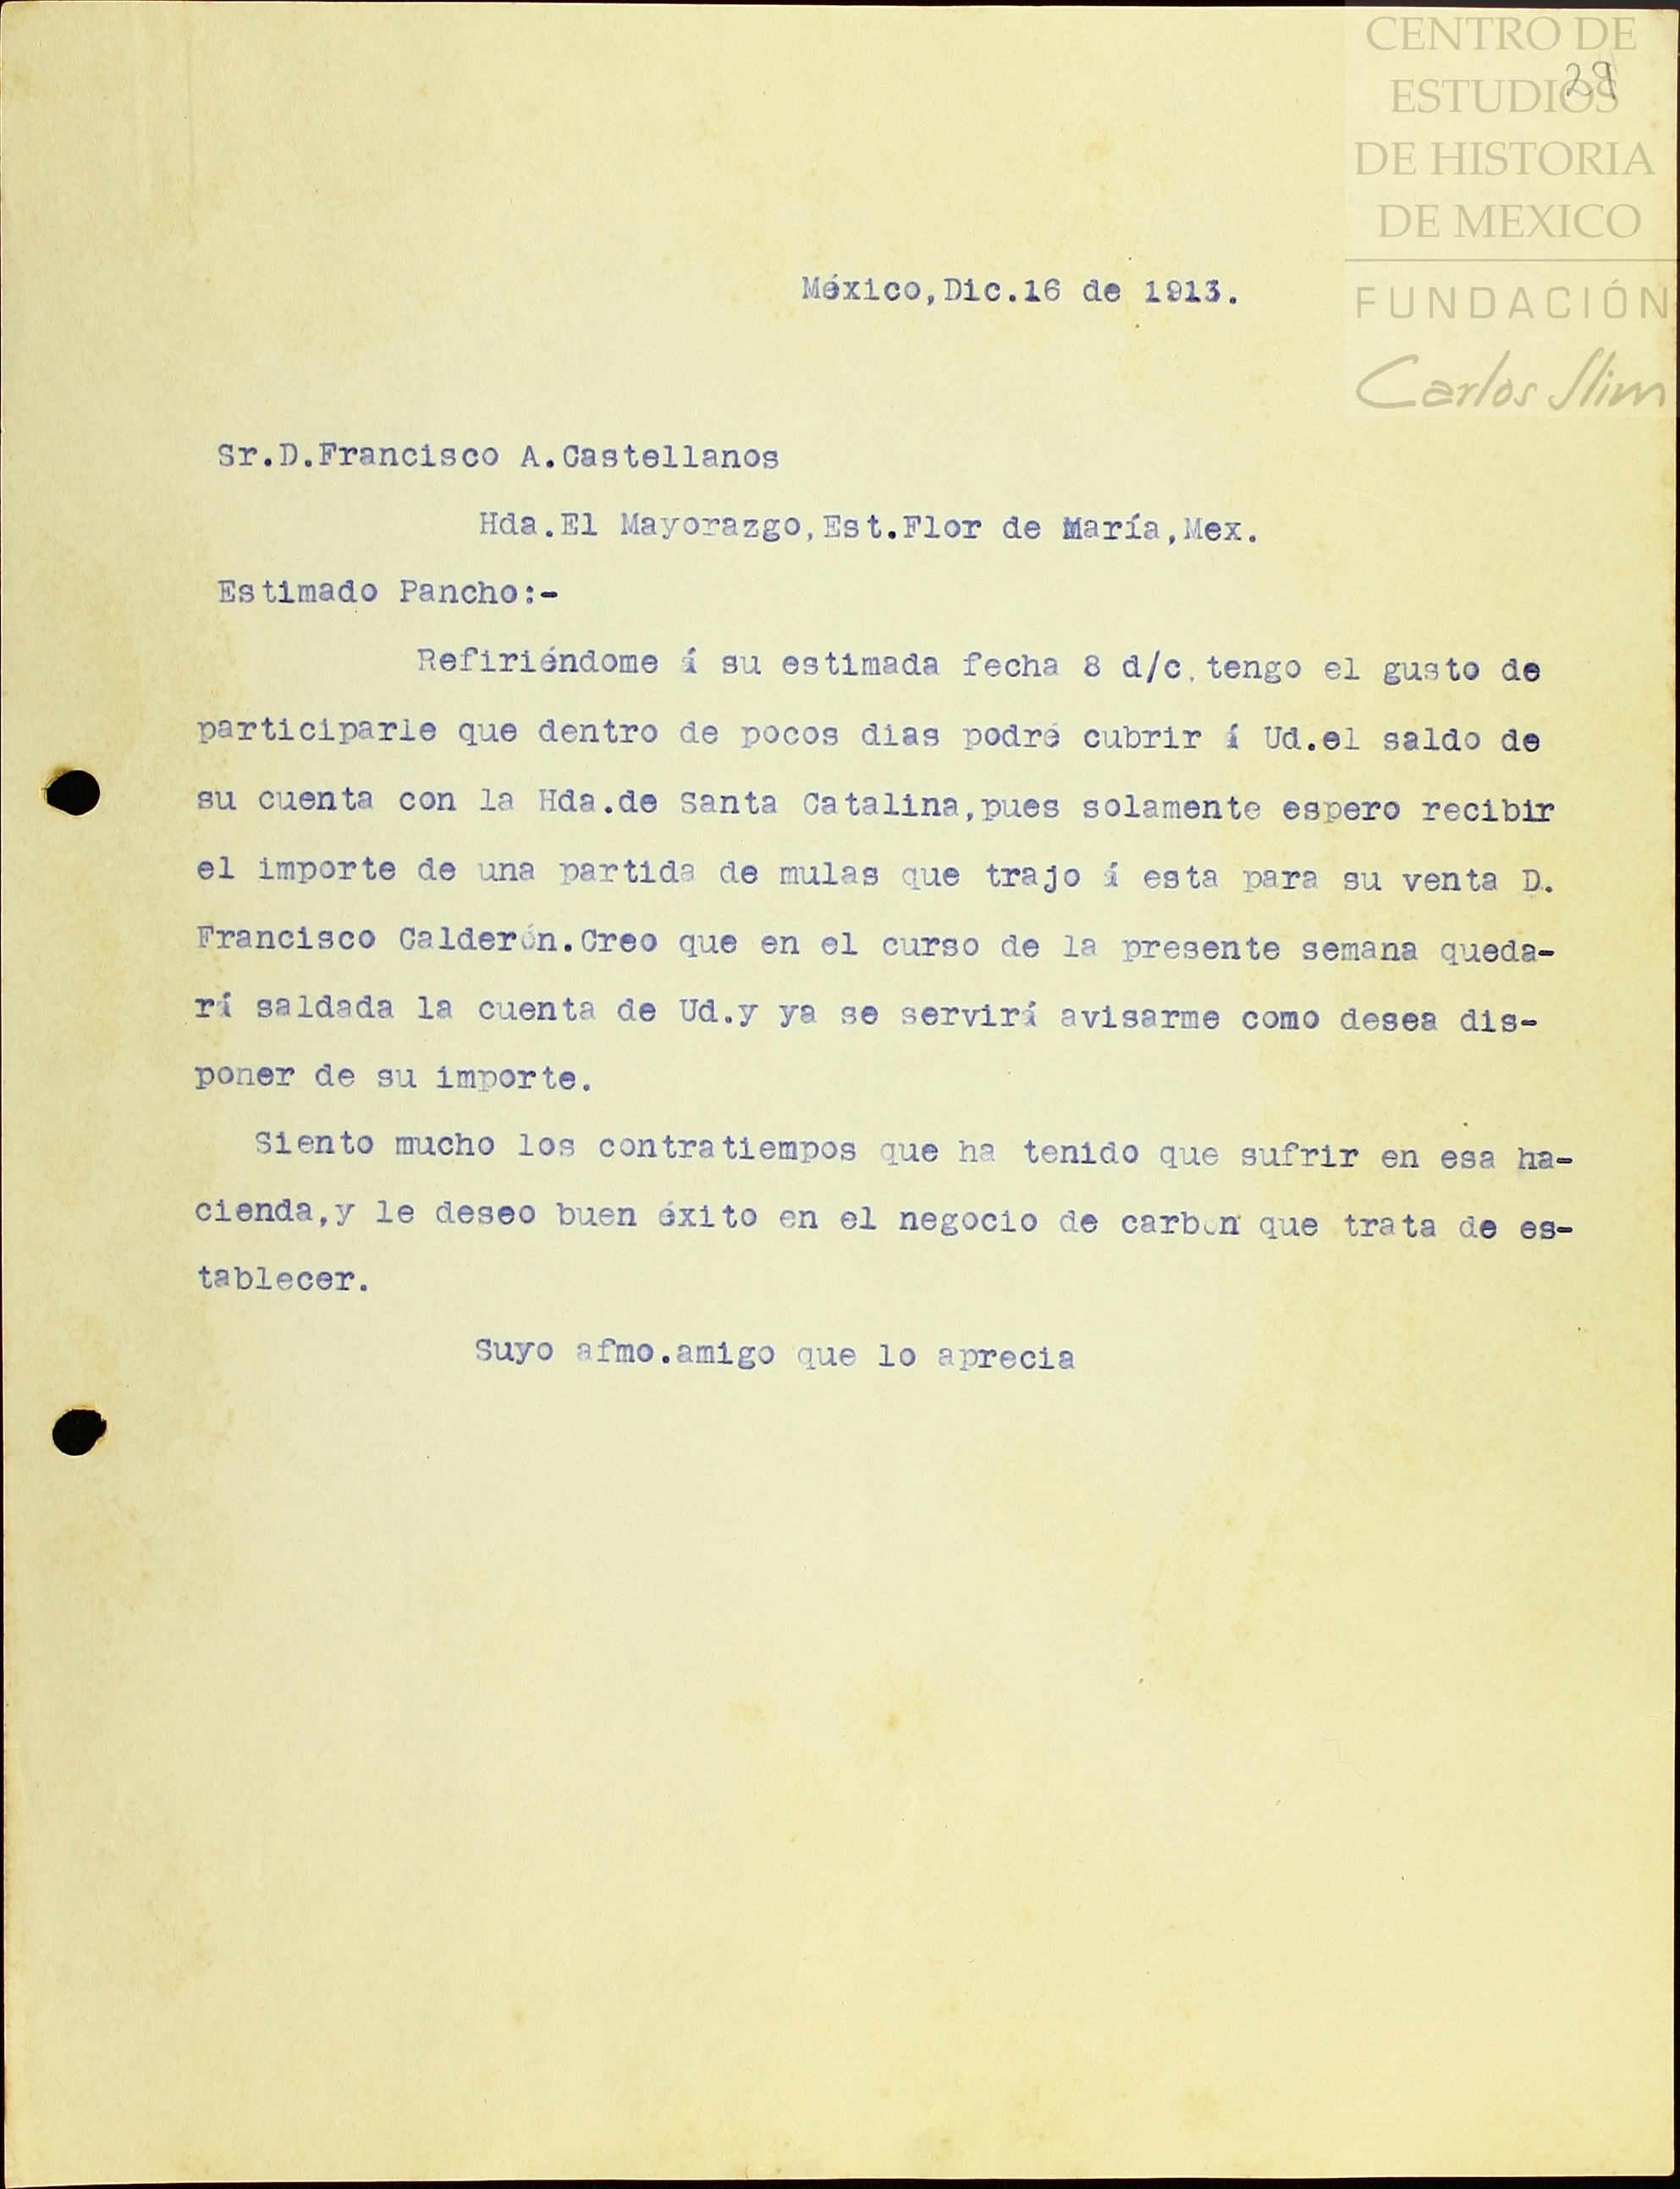 CENTRO DE
ESTUDIOS
29
DE HISTORIA
DE MEXICO
FUNDACIÓN
Carlos Slim
México,Dic.16 de 1913.
Sr.D.Francisco A.Castellanos
Hda.El Mayorazgo,Est.Flor de María,Mex.
Estimado Pancho:-
Refiriéndome á su estimada fecha 8 d/c,tengo el gusto de
participarle que dentro de pocos dias podré cubrir á Ud.el saldo de
su cuenta con la Hda.de Santa Catalina,pues solamente espero recibir
el importe de una partida de mulas que trajo á esta para su venta D.
Francisco Calderón.Creo que en el curso de la presente semana queda-
rá saldada la cuenta de Ud.y ya se servirá avisarme como desea dis-
poner de su importe.
Siento mucho los contratiempos que ha tenido que sufrir en esa ha-
cienda,y le deseo buen éxito en el negocio de carbon que trata de es-
tablecer.
Suyo afmo.amigo que lo aprecia